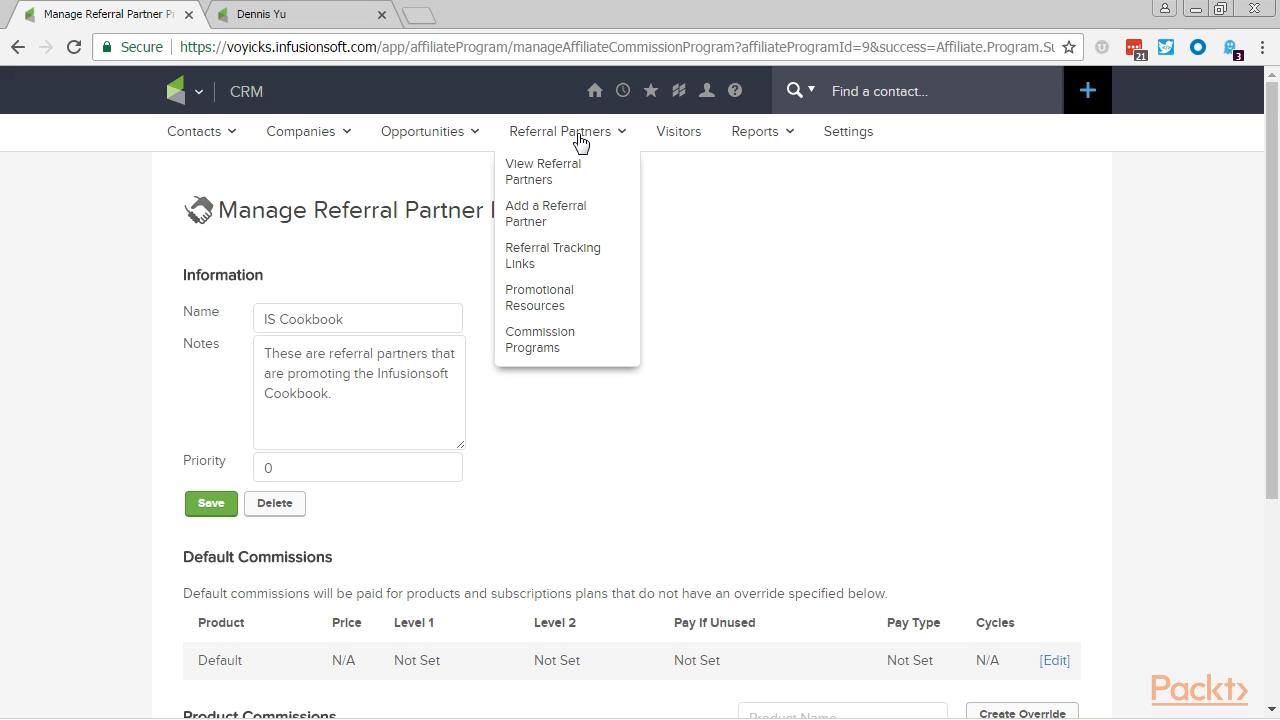 Manage Referral Partner Pr
Dennis Yu
Secure
https://voyicks.infusionsoft.com/app/affiliateProgram/manageAffiliateCommissionProgram?affiliateProgramId=9&success=Affiliate.Program.Su
21
3
CRM
Find a contact...
Contacts
Companies
Opportunities
Referral Partners
Visitors
Reports
Settings
View Referral
Partners
Add a Referral
Partner
Referral Tracking
Links
Promotional
Resources
Commission
Programs
Manage Referral Partner
Information
Name
IS Cookbook
Notes
These are referral partners that
are promoting the Infusionsoft
Cookbook.
Priority
0
Save
Delete
Default Commissions
Default commissions will be paid for products and subscriptions plans that do not have an override specified below.
Product Price Level 1 Level 2 Pay If Unused Pay Type Cycles
Default N/A Not Set Not Set Not Set Not Set N/A [Edit]
Product Commissions
Product Name
Create Override
Packt>